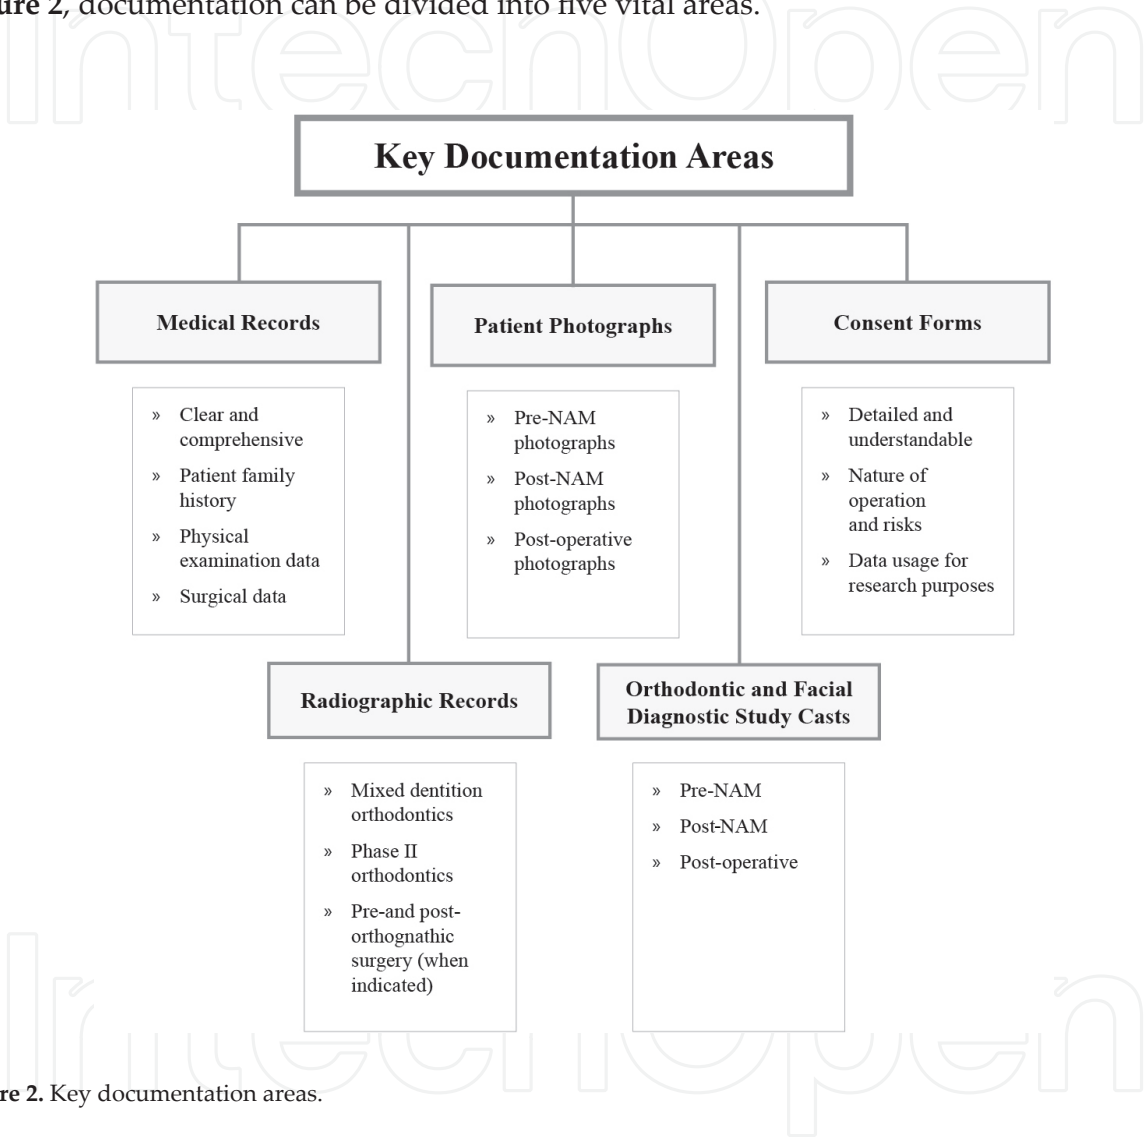 ure 2, documentation can be divided into five vital areas.
IntechOpen
Key Documentation Areas
Medical Records
» Clear and
comprehensive
» Patient family
history
» Physical
examination data
» Surgical data
Patient Photographs
» Pre-NAM
photographs
» Post-NAM
photographs
» Post-operative
photographs
Consent Forms
» Detailed and
understandable
» Nature of
operation
and risks
» Data usage for
research purposes
Radiographic Records
» Mixed dentition
orthodontics
» Phase II
orthodontics
» Pre-and post-
orthognathic
surgery (when
indicated)
Orthodontic and Facial
Diagnostic Study Casts
» Pre-NAM
» Post-NAM
» Post-operative
IntechOpen
re 2. Key documentation areas.